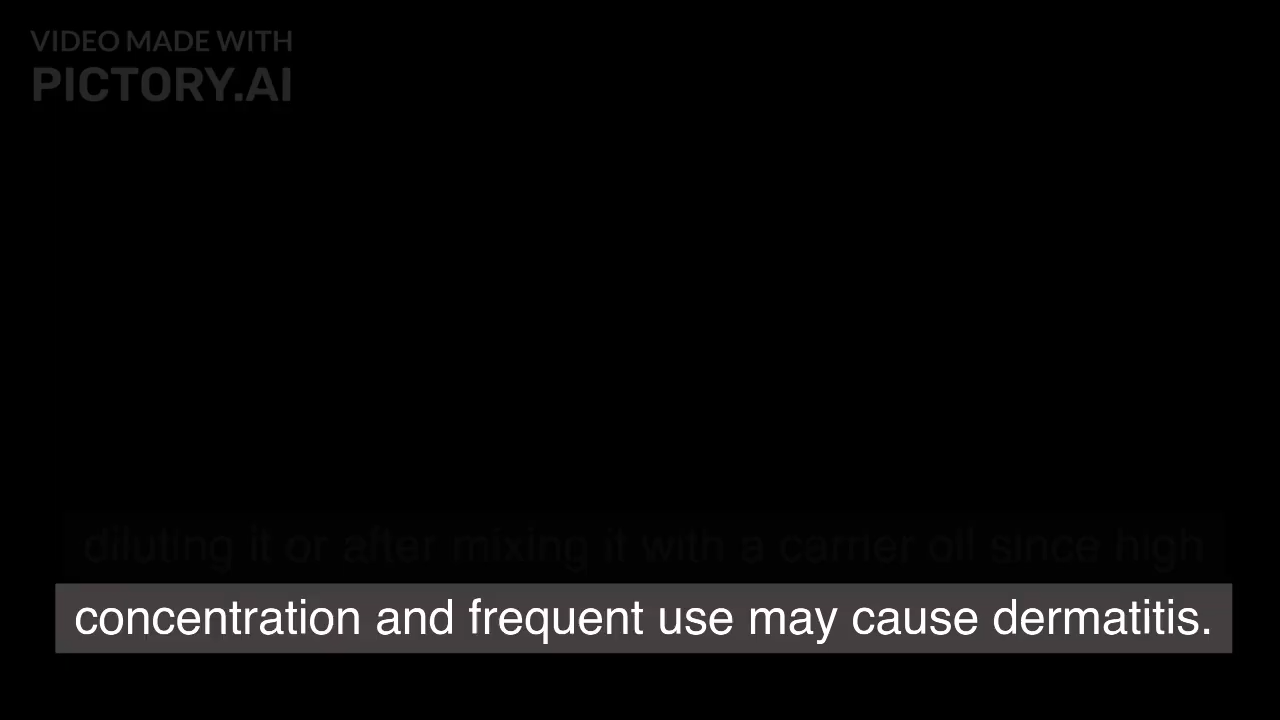 VIDEO MADE WITH
PICTORY.AI
diluting it or after mixing it with a carrier oil since high
concentration and frequent use may cause dermatitis.